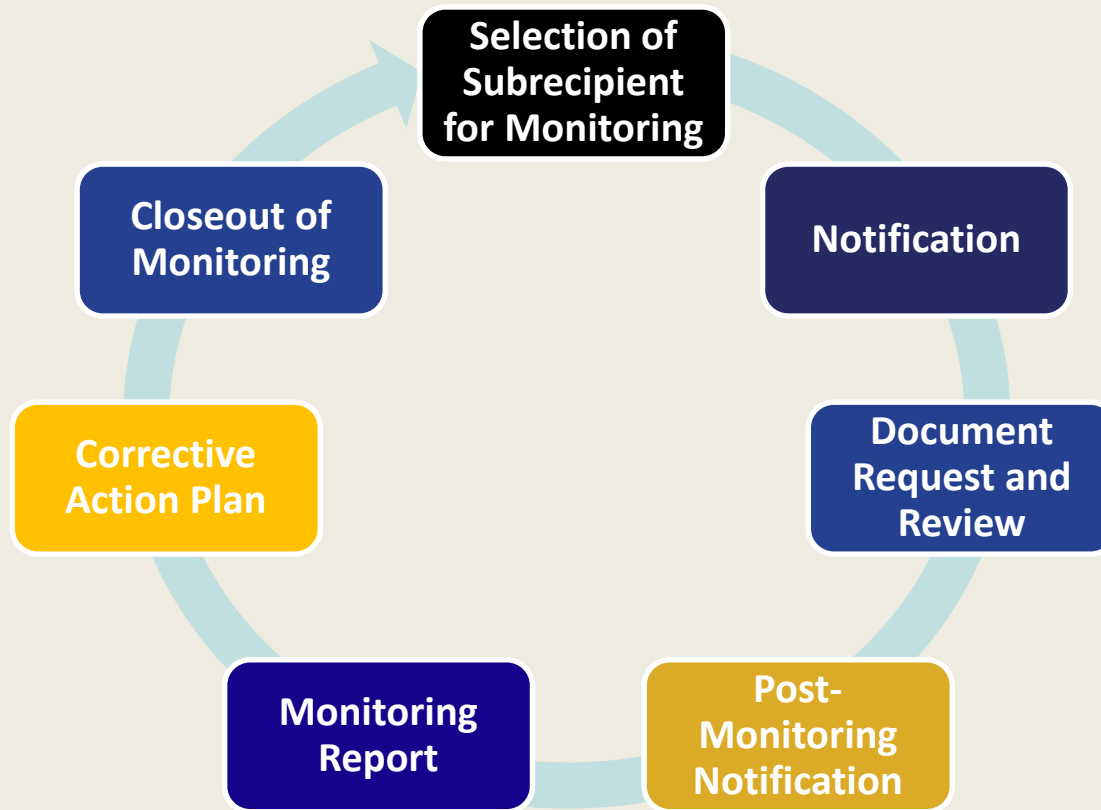 Selection of
Subrecipient
for Monitoring
Notification
Document
Request and
Review
Post-
Monitoring
Notification
Monitoring
Report
Corrective
Action Plan
Closeout of
Monitoring